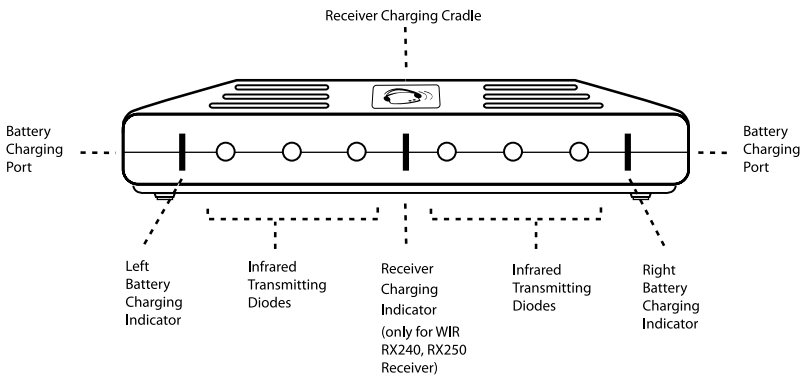 Receiver Charging Cradle
Battery
Charging
Port
Battery
Charging
Port
Left
Battery
Charging
Indicator
Infrared
Transmitting
Diodes
Receiver
Charging
Indicator
(only for WIR
RX240, RX250
Receiver)
Infrared
Transmitting
Diodes
Right
Battery
Charging
Indicator